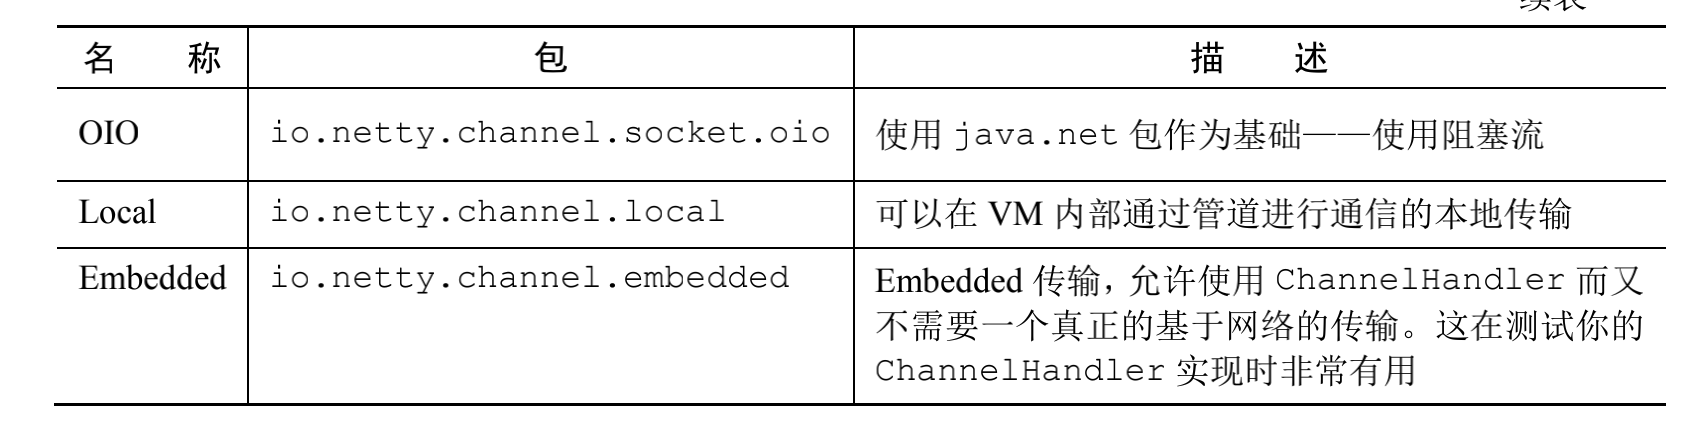 名 称 包 描 述
OIO io.netty.channel.socket.oio 使用 java.net 包作为基础——使用阻塞流
Local io.netty.channel.local 可以在 VM 内部通过管道进行通信的本地传输
Embedded io.netty.channel.embedded Embedded 传输，允许使用 ChannelHandler 而又
不需要一个真正的基于网络的传输。这在测试你的
ChannelHandler 实现时非常有用